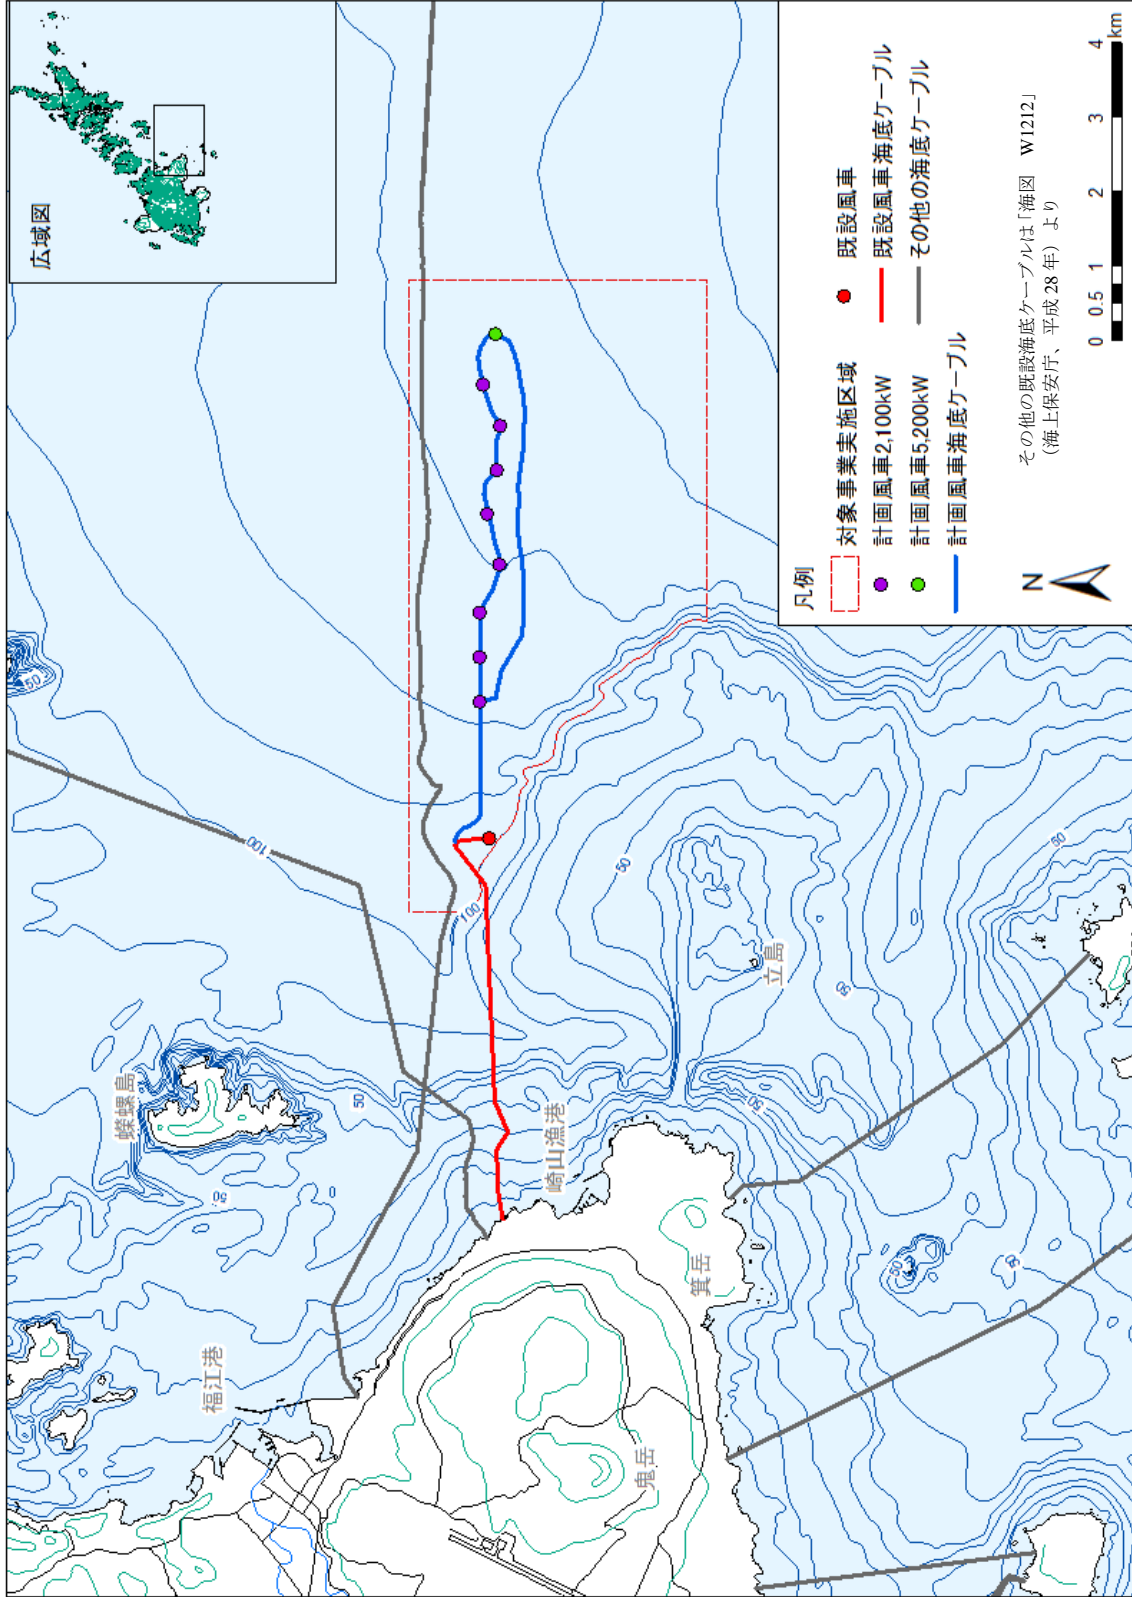 広域図
蠑螺島
福江港
崎山漁港
立島
箕岳
鬼岳
50
100
50
50
100
50
50
50
50
50
50
凡例
対象事業実施区域
計画風車2,100kW
計画風車5,200kW
計画風車海底ケーブル
既設風車
既設風車海底ケーブル
その他の海底ケーブル
N
その他の既設海底ケーブルは「海図 W1212」
(海上保安庁、平成 28 年) より
0 0.5 1 2 3 4
km